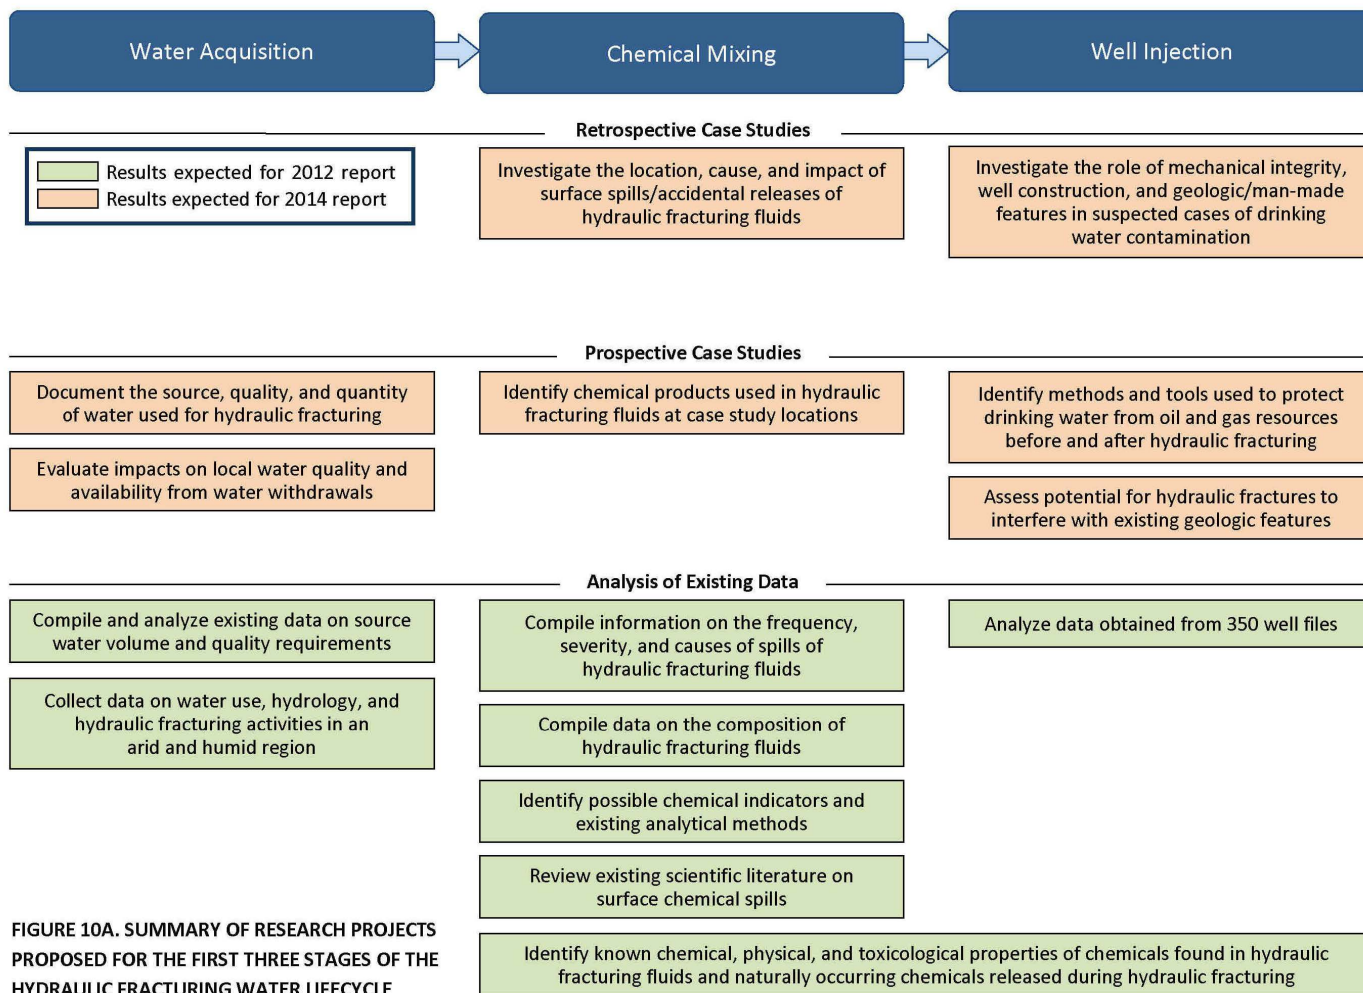 Water Acquisition
Chemical Mixing
Well Injection
Retrospective Case Studies
Results expected for 2012 report
Results expected for 2014 report
Investigate the location, cause, and impact of
surface spills/accidental releases of
hydraulic fracturing fluids
Investigate the role of mechanical integrity,
well construction, and geologic/man-made
features in suspected cases of drinking
water contamination
Prospective Case Studies
Document the source, quality, and quantity
of water used for hydraulic fracturing
Evaluate impacts on local water quality and
availability from water withdrawals
Identify chemical products used in hydraulic
fracturing fluids at case study locations
Identify methods and tools used to protect
drinking water from oil and gas resources
before and after hydraulic fracturing
Assess potential for hydraulic fractures to
interfere with existing geologic features
Analysis of Existing Data
Compile and analyze existing data on source
water volume and quality requirements
Collect data on water use, hydrology, and
hydraulic fracturing activities in an
arid and humid region
Compile information on the frequency,
severity, and causes of spills of
hydraulic fracturing fluids
Compile data on the composition of
hydraulic fracturing fluids
Identify possible chemical indicators and
existing analytical methods
Review existing scientific literature on
surface chemical spills
Analyze data obtained from 350 well files
Identify known chemical, physical, and toxicological properties of chemicals found in hydraulic
fracturing fluids and naturally occurring chemicals released during hydraulic fracturing
FIGURE 10A. SUMMARY OF RESEARCH PROJECTS
PROPOSED FOR THE FIRST THREE STAGES OF THE
HYDRAULIC FRACTURING WATER LIFECYCLE